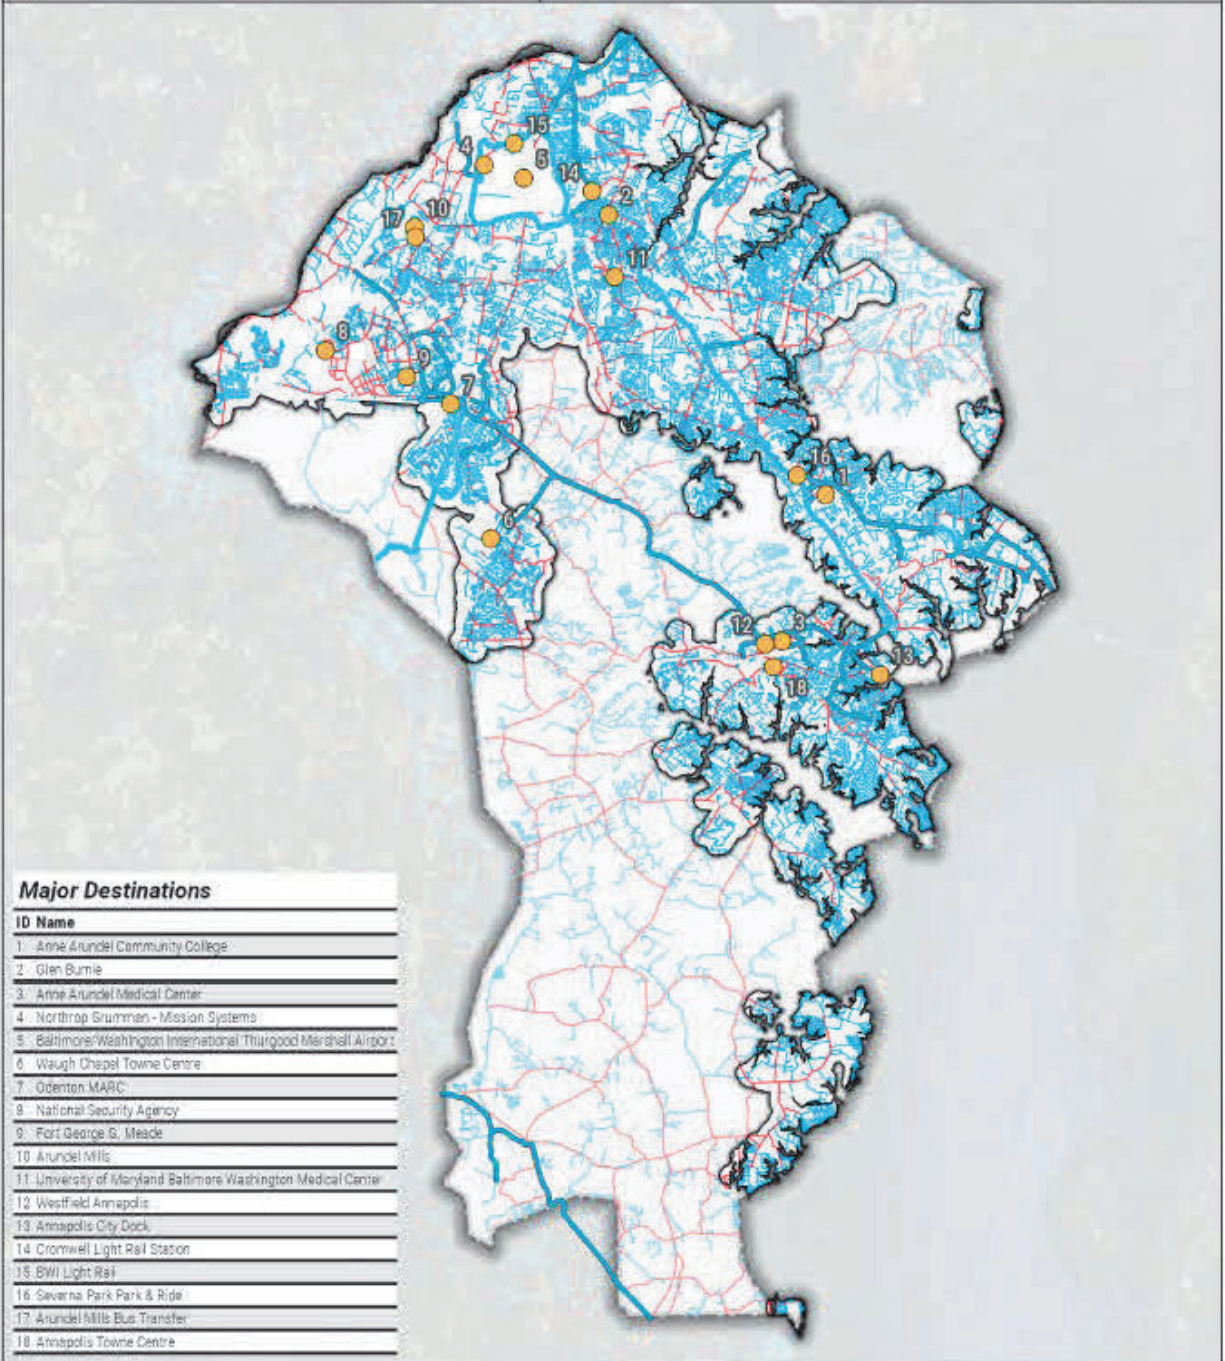 15
4
5
14
2
10
17
11
8
9
7
16
1
6
12
3
13
18
Major Destinations
ID Name
1 Anne Arundel Community College
2 Glen Burnie
3 Anne Arundel Medical Center
4 Northrop Grumman - Mission Systems
5 Baltimore/Washington International Thurgood Marshall Airport
6 Waugh Chapel Towne Centre
7 Odenton MARC
8 National Security Agency
9 Fort George G. Meade
10 Arundel Mills
11 University of Maryland Baltimore Washington Medical Center
12 Westfield Annapolis
13 Annapolis City Dock
14 Cromwell Light Rail Station
15 BWI Light Rail
16 Severna Park Park & Ride
17 Arundel Mills Bus Transfer
18 Annapolis Towne Centre